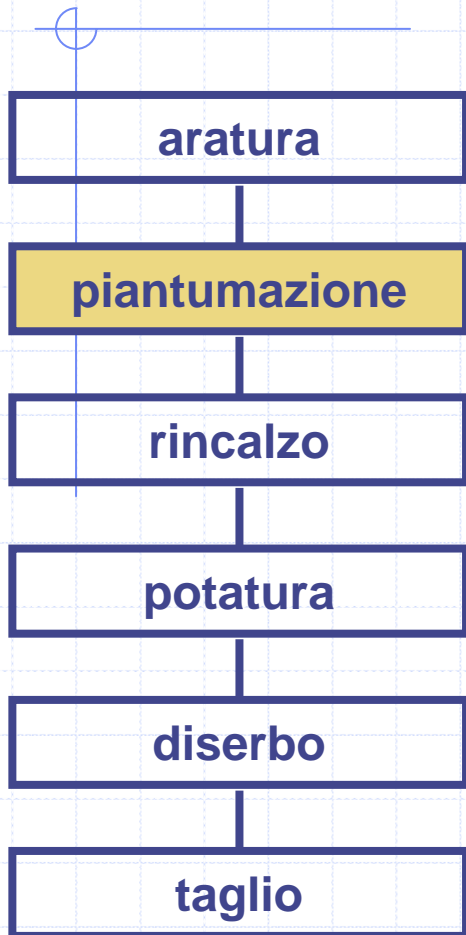 aratura
piantumazione
rincalzo
potatura
diserbo
taglio